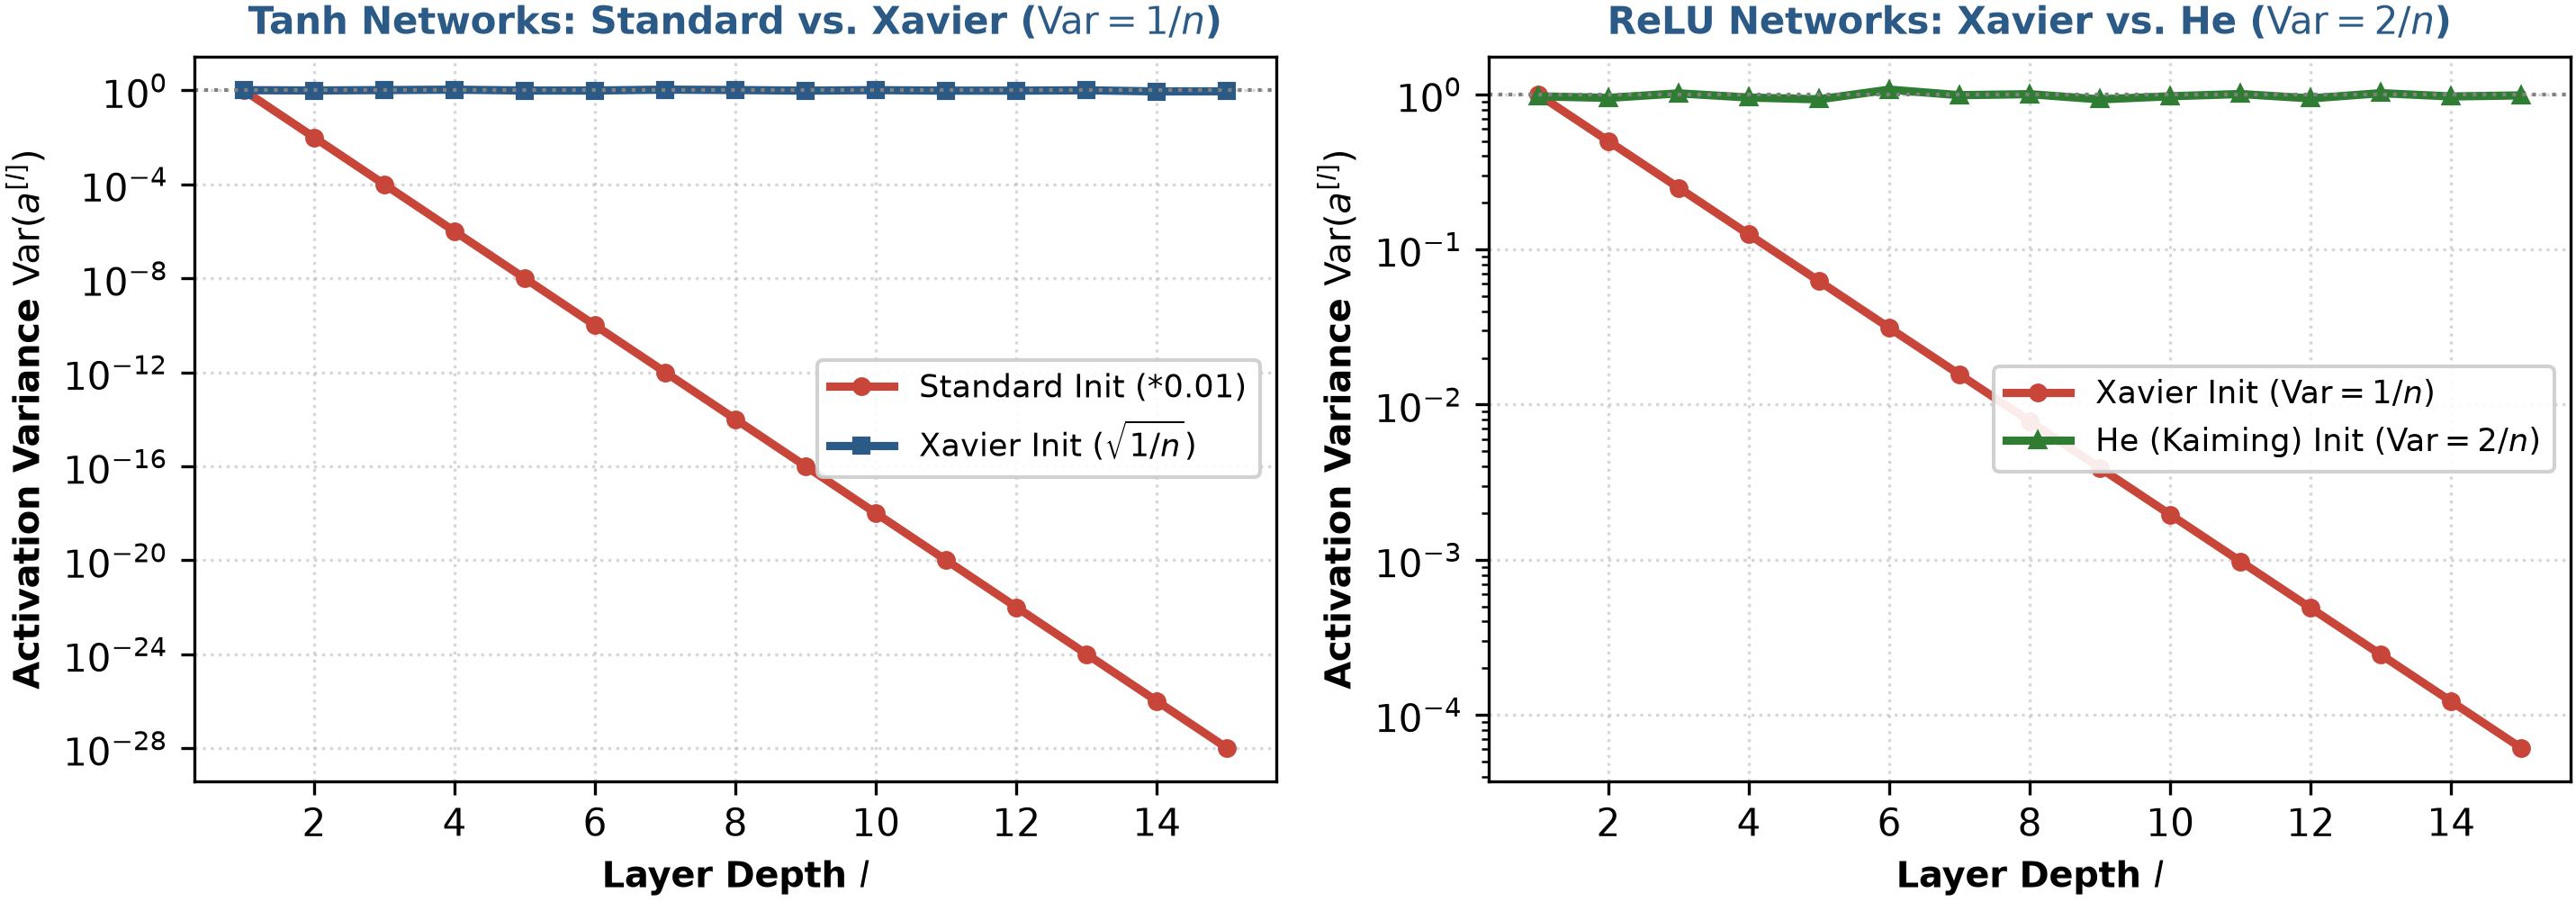 Tanh Networks: Standard vs. Xavier (Var = 1/n)
Activation Variance Var(a^[l])
10^0
10^-4
10^-8
10^-12
10^-16
10^-20
10^-24
10^-28
Standard Init (*0.01)
Xavier Init (√1/n)
2 4 6 8 10 12 14
Layer Depth l
ReLU Networks: Xavier vs. He (Var = 2/n)
Activation Variance Var(a^[l])
10^0
10^-1
10^-2
10^-3
10^-4
Xavier Init (Var = 1/n)
He (Kaiming) Init (Var = 2/n)
2 4 6 8 10 12 14
Layer Depth l